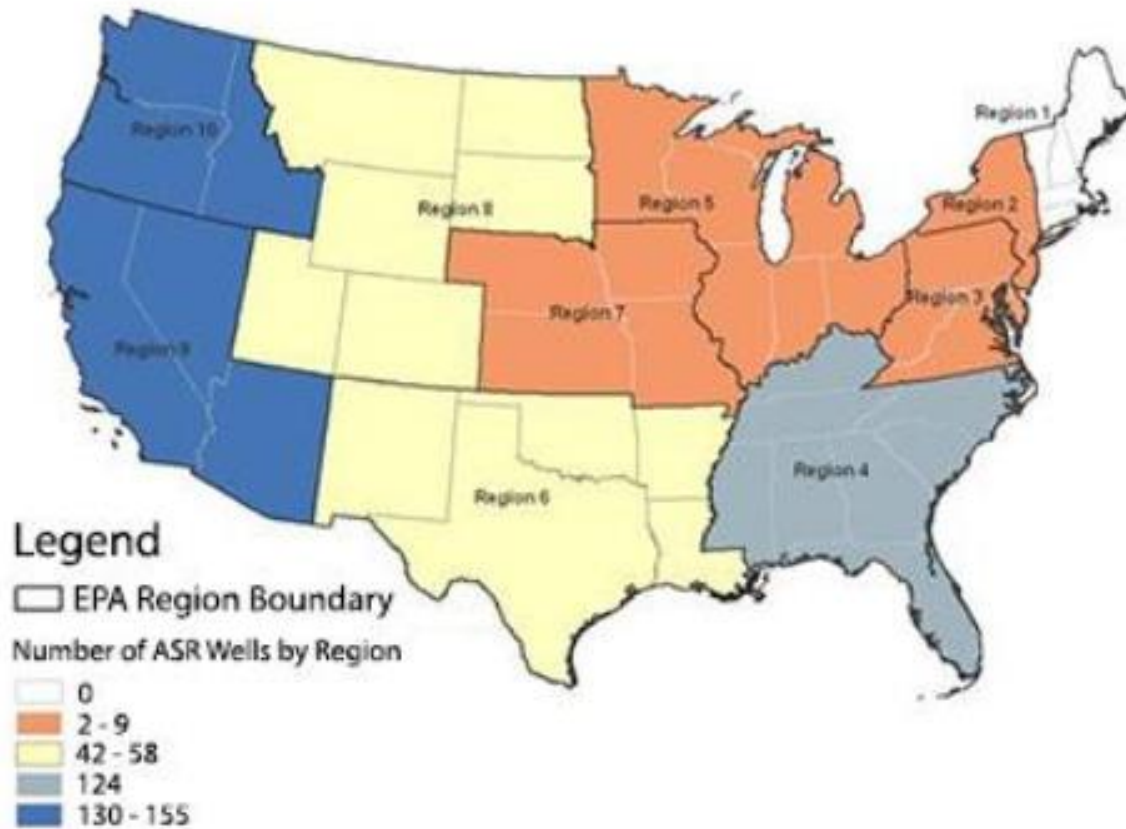 Region 1
Region 10
Region 8
Region 5
Region 2
Region 3
Region 7
Region 9
Region 4
Region 6
Legend
EPA Region Boundary
Number of ASR Wells by Region
0
2 - 9
42 - 58
124
130 - 155